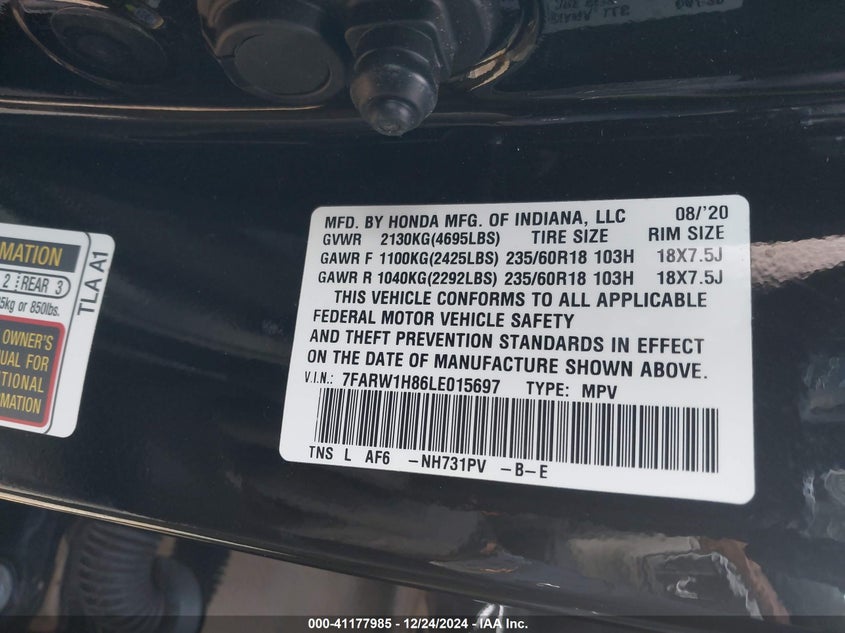 MFD. BY HONDA MFG. OF INDIANA, LLC 08/'20
GVWR 2130KG(4695LBS) TIRE SIZE RIM SIZE
GAWR F 1100KG(2425LBS) 235/60R18 103H 18X7.5J
GAWR R 1040KG(2292LBS) 235/60R18 103H 18X7.5J
THIS VEHICLE CONFORMS TO ALL APPLICABLE
FEDERAL MOTOR VEHICLE SAFETY
AND THEFT PREVENTION STANDARDS IN EFFECT
ON THE DATE OF MANUFACTURE SHOWN ABOVE.
V.I.N.: 7FARW1H86LE015697 TYPE: MPV
TNS L AF6 -NH731PV -B-E
MATION
2 REAR 3
5kg or 850lbs.
OWNER'S
UAL FOR
ITIONAL
RMATION
TLA A1
000-41177985 - 12/24/2024 - IAA Inc.